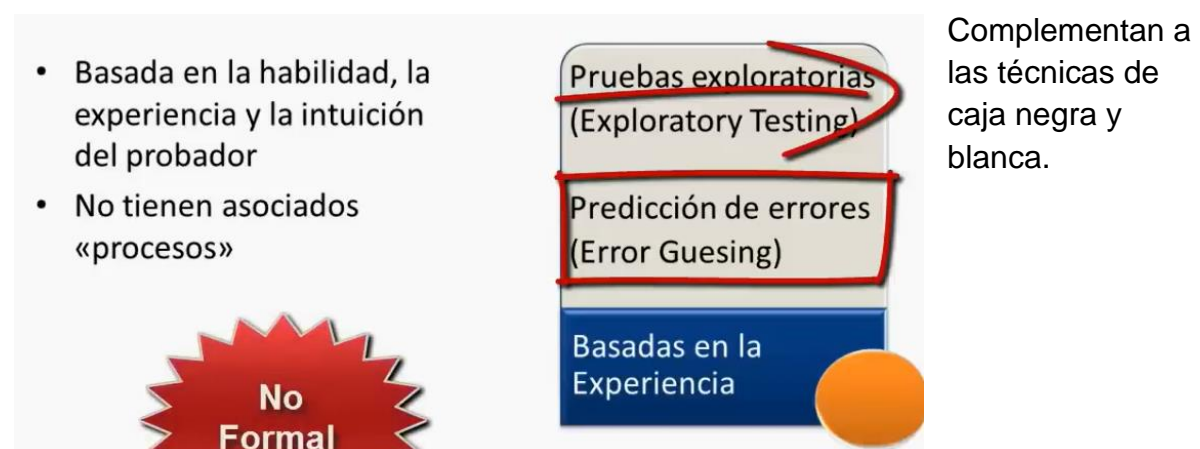 • Basada en la habilidad, la
experiencia y la intuición
del probador
• No tienen asociados
«procesos»
No
Formal
Pruebas exploratorias
(Exploratory Testing)
Predicción de errores
(Error Guesing)
Basadas en la
Experiencia
Complementan a
las técnicas de
caja negra y
blanca.